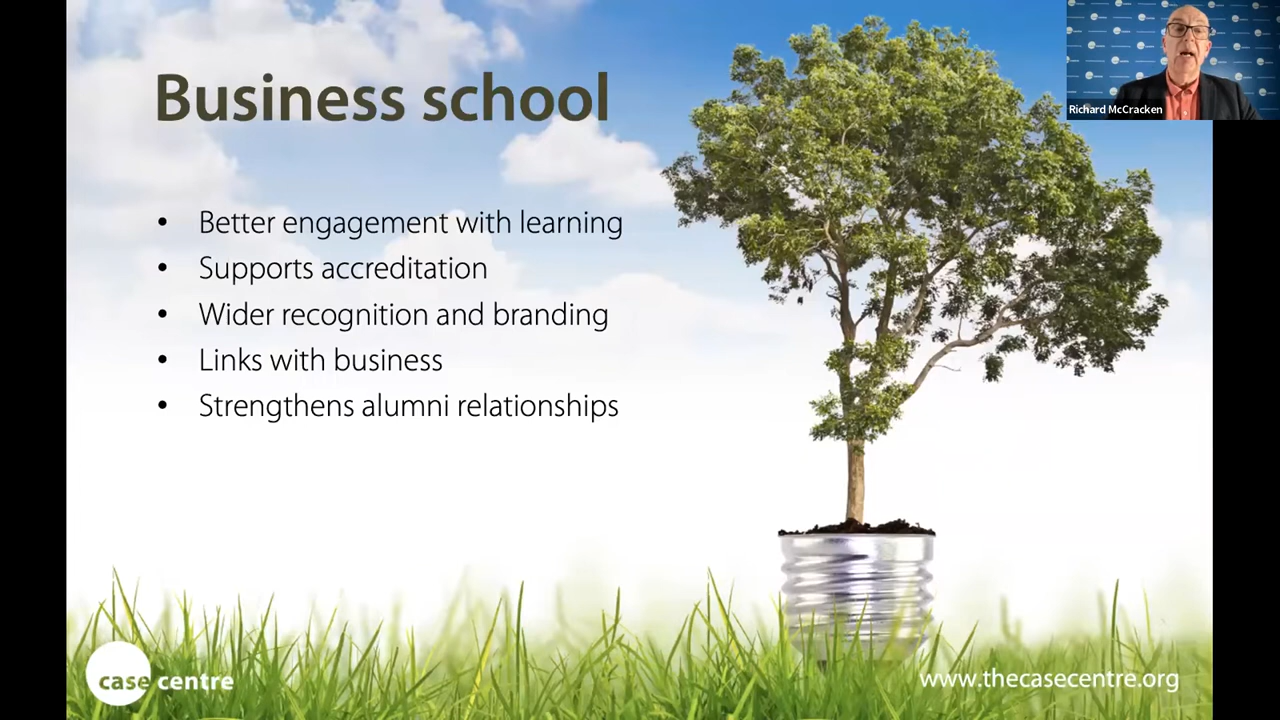 Business school
Richard McCracken
• Better engagement with learning
• Supports accreditation
• Wider recognition and branding
• Links with business
• Strengthens alumni relationships
case centre
www.thecasecentre.org